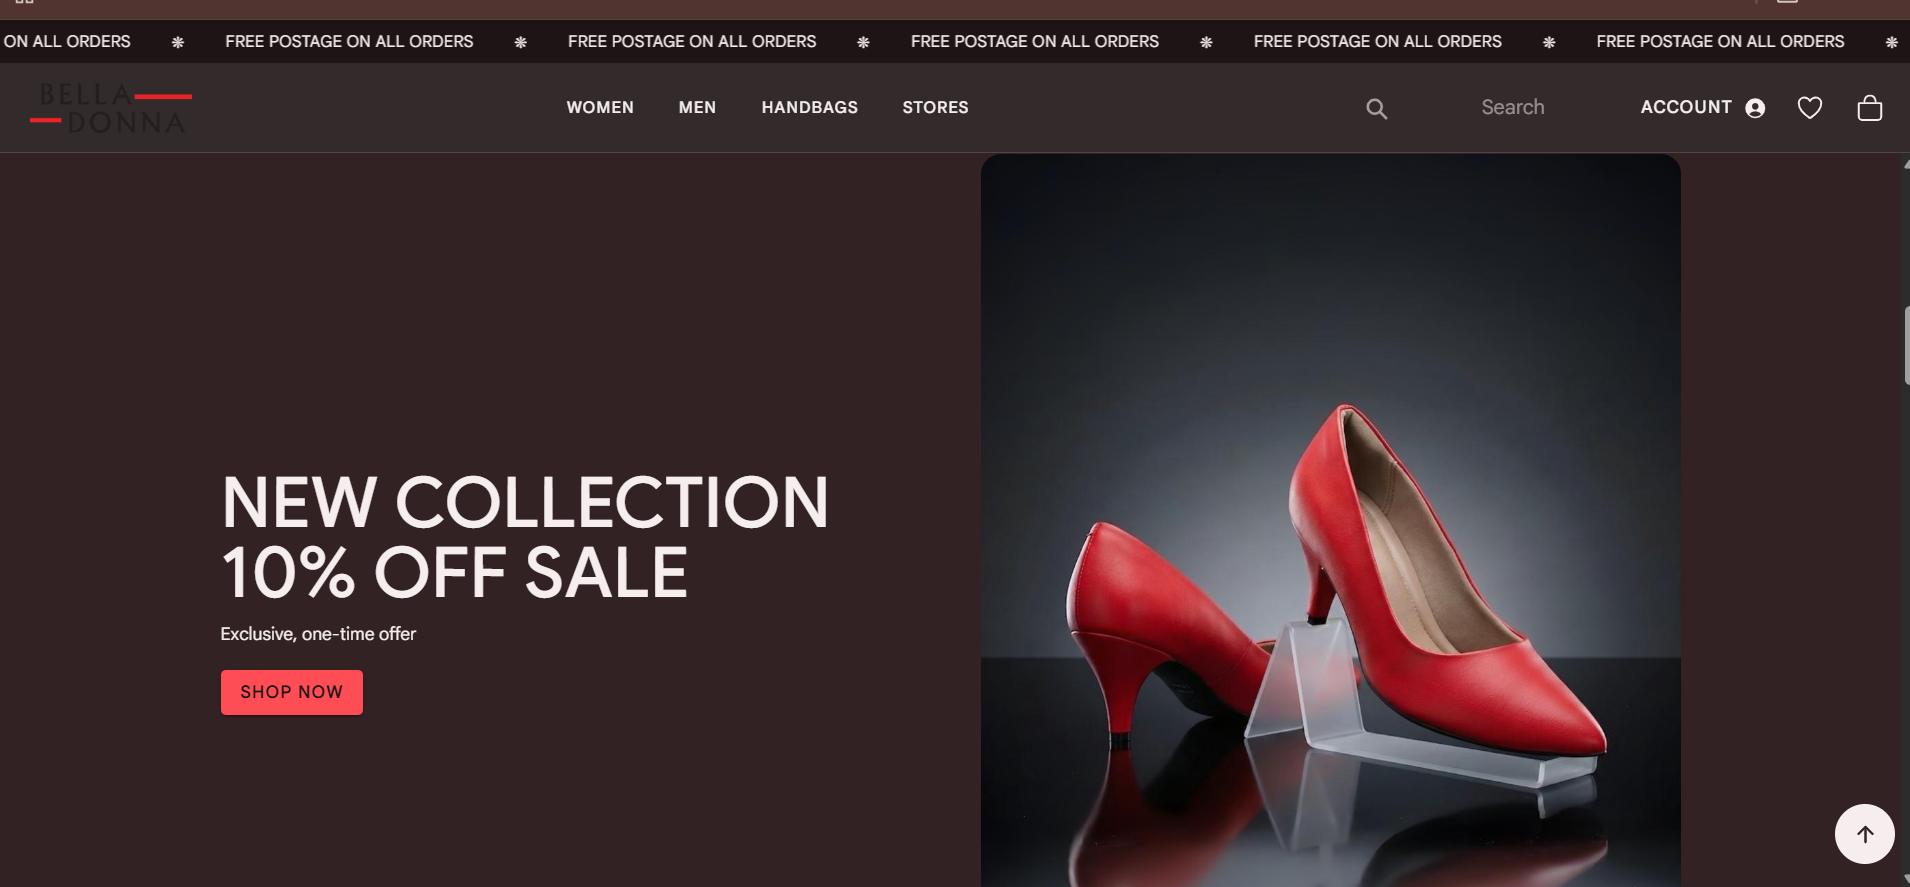 ON ALL ORDERS ❋ FREE POSTAGE ON ALL ORDERS ❋ FREE POSTAGE ON ALL ORDERS ❋ FREE POSTAGE ON ALL ORDERS ❋ FREE POSTAGE ON ALL ORDERS ❋ FREE POSTAGE ON ALL ORDERS ❋
BELLA
DONNA
WOMEN MEN HANDBAGS STORES Search ACCOUNT
NEW COLLECTION
10% OFF SALE
Exclusive, one-time offer
SHOP NOW